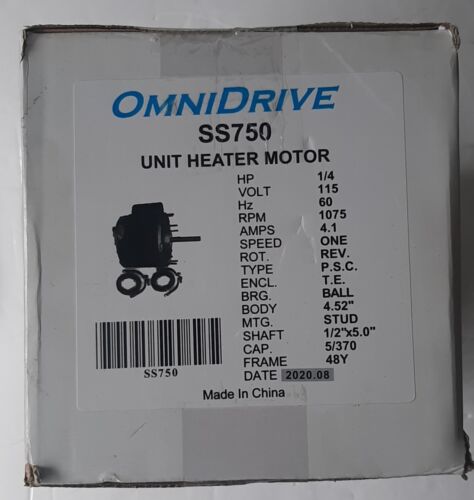 OMNIDRIVE
SS750
UNIT HEATER MOTOR
HP 1/4
VOLT 115
Hz 60
RPM 1075
AMPS 4.1
SPEED ONE
ROT. REV.
TYPE P.S.C.
ENCL. T.E.
BRG. BALL
BODY 4.52"
MTG. STUD
SHAFT 1/2"x5.0"
CAP. 5/370
FRAME 48Y
DATE 2020.08
SS750
Made In China